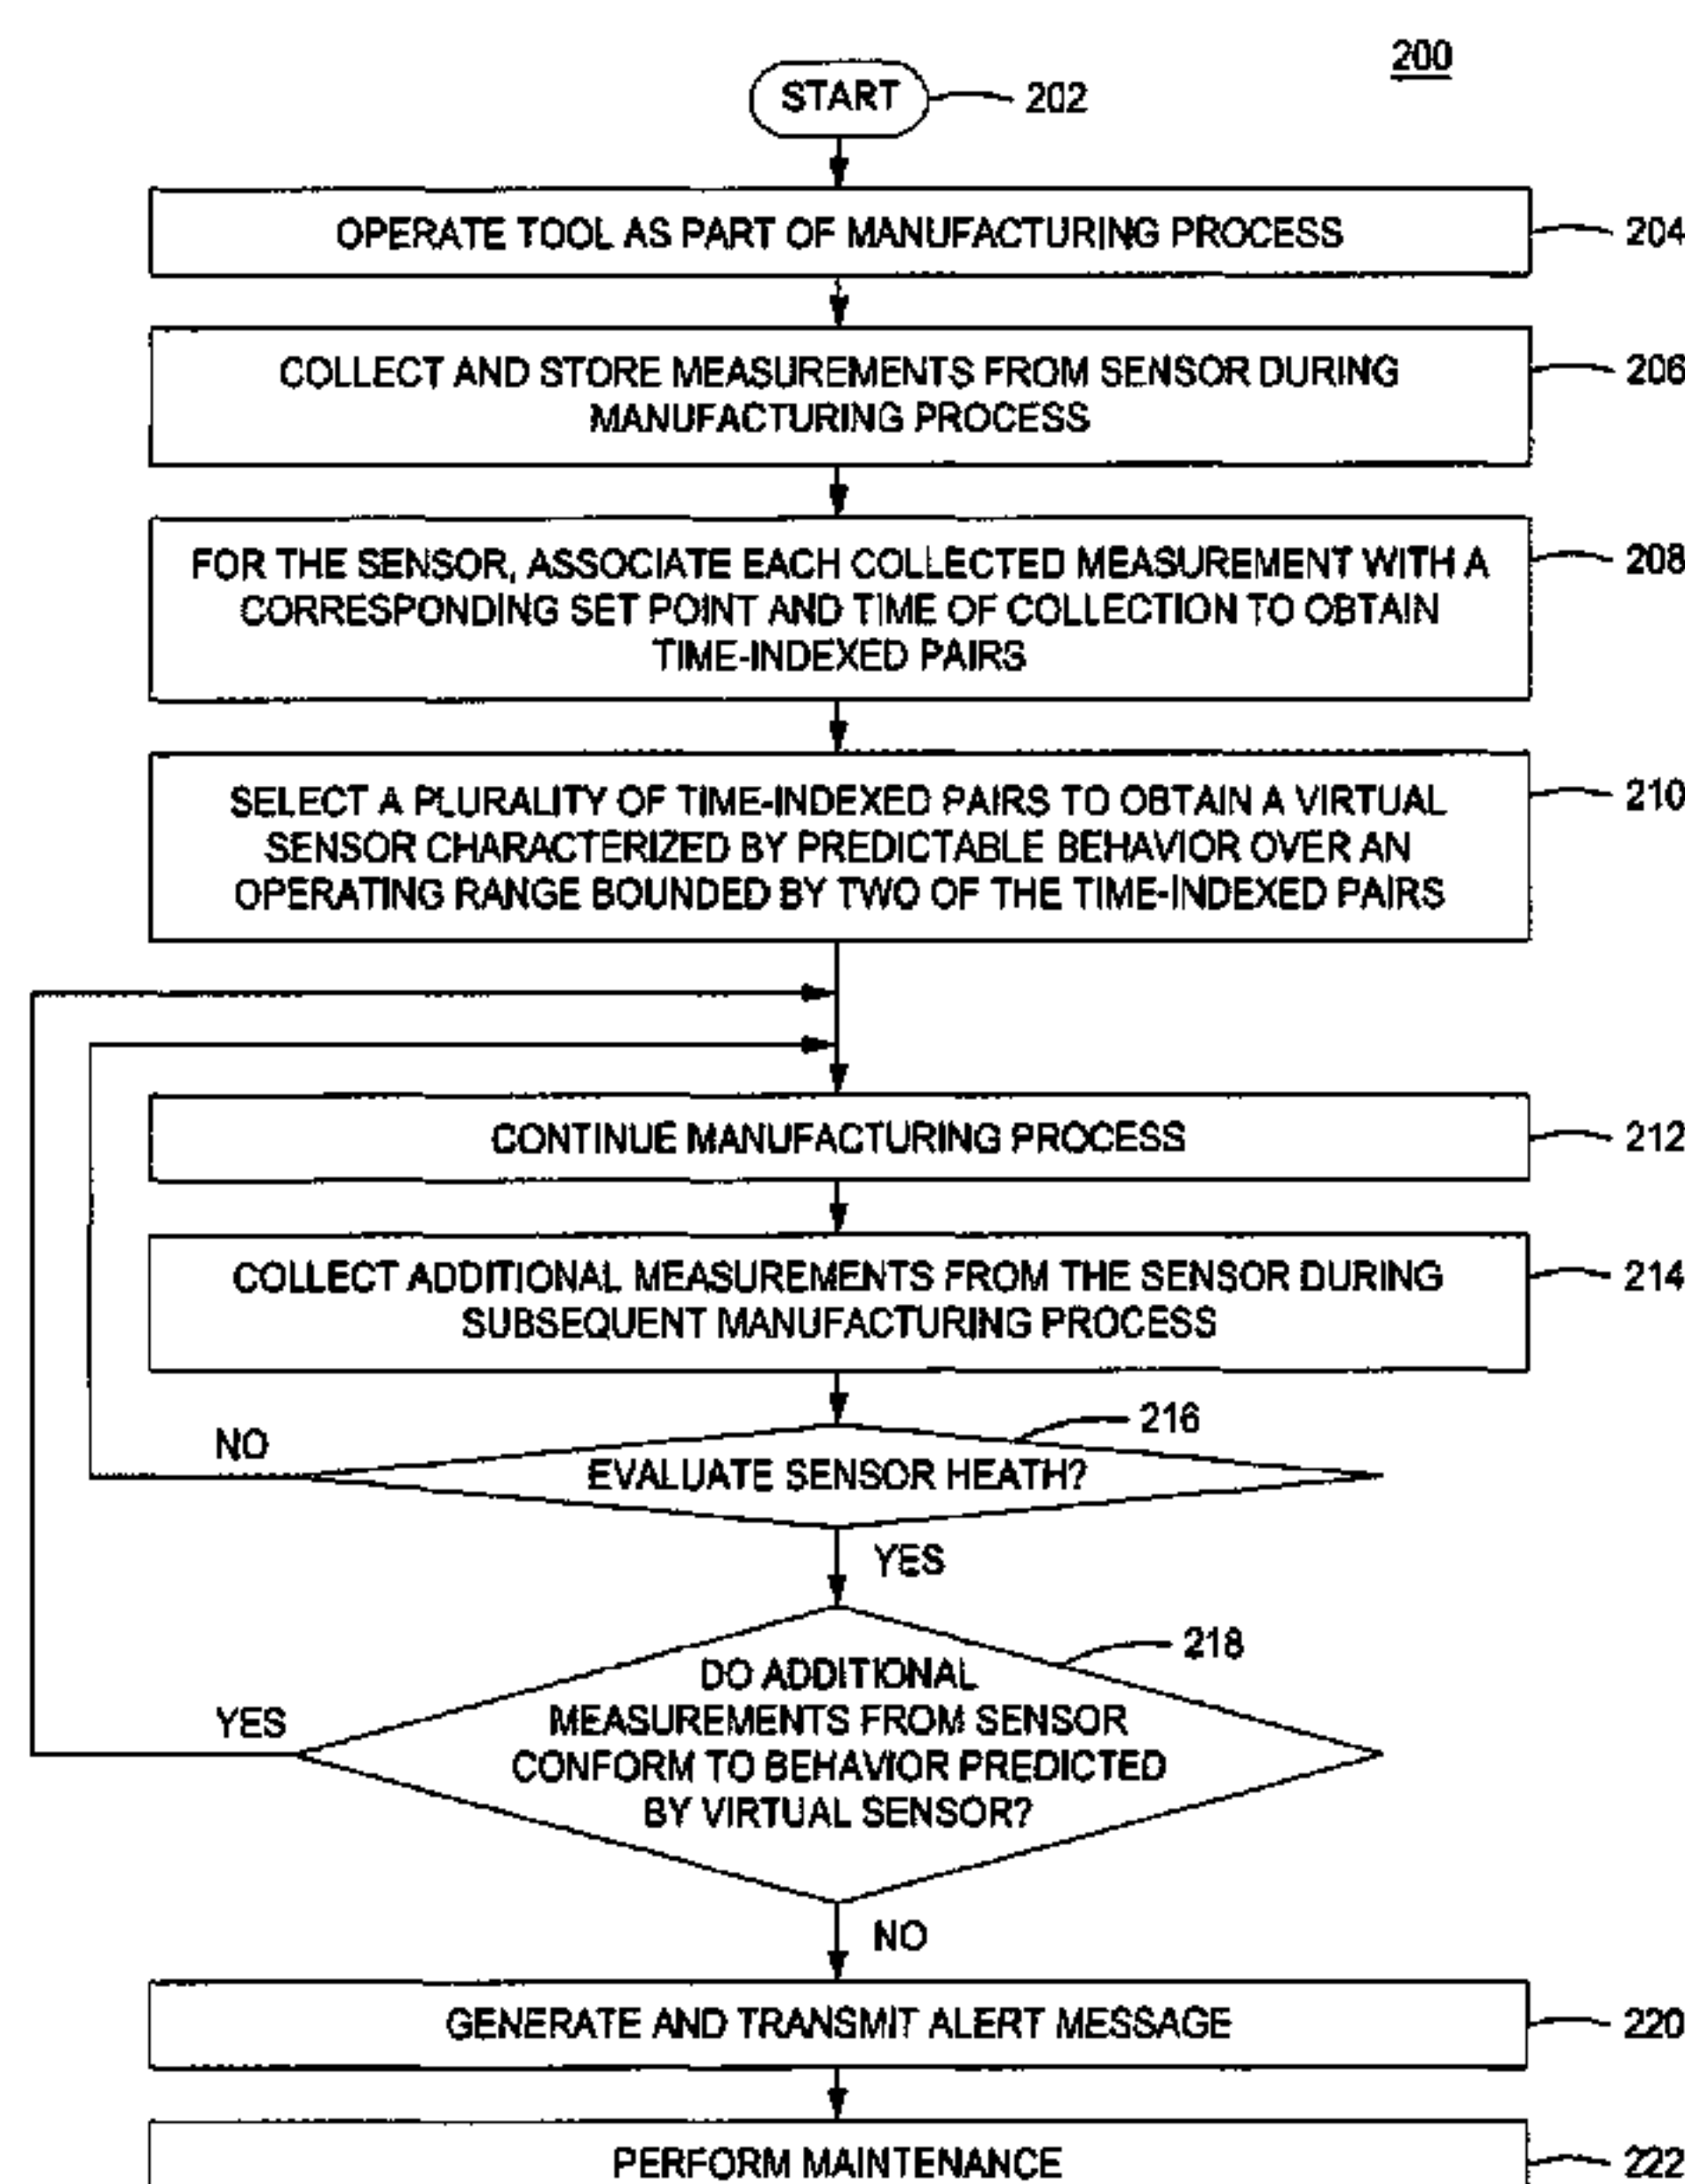 200
START
202
OPERATE TOOL AS PART OF MANUFACTURING PROCESS
204
COLLECT AND STORE MEASUREMENTS FROM SENSOR DURING
MANUFACTURING PROCESS
206
FOR THE SENSOR, ASSOCIATE EACH COLLECTED MEASUREMENT WITH A
CORRESPONDING SET POINT AND TIME OF COLLECTION TO OBTAIN
TIME-INDEXED PAIRS
208
SELECT A PLURALITY OF TIME-INDEXED PAIRS TO OBTAIN A VIRTUAL
SENSOR CHARACTERIZED BY PREDICTABLE BEHAVIOR OVER AN
OPERATING RANGE BOUNDED BY TWO OF THE TIME-INDEXED PAIRS
210
CONTINUE MANUFACTURING PROCESS
212
COLLECT ADDITIONAL MEASUREMENTS FROM THE SENSOR DURING
SUBSEQUENT MANUFACTURING PROCESS
214
216
NO
EVALUATE SENSOR HEATH?
YES
218
YES
DO ADDITIONAL
MEASUREMENTS FROM SENSOR
CONFORM TO BEHAVIOR PREDICTED
BY VIRTUAL SENSOR?
NO
GENERATE AND TRANSMIT ALERT MESSAGE
220
PERFORM MAINTENANCE
222